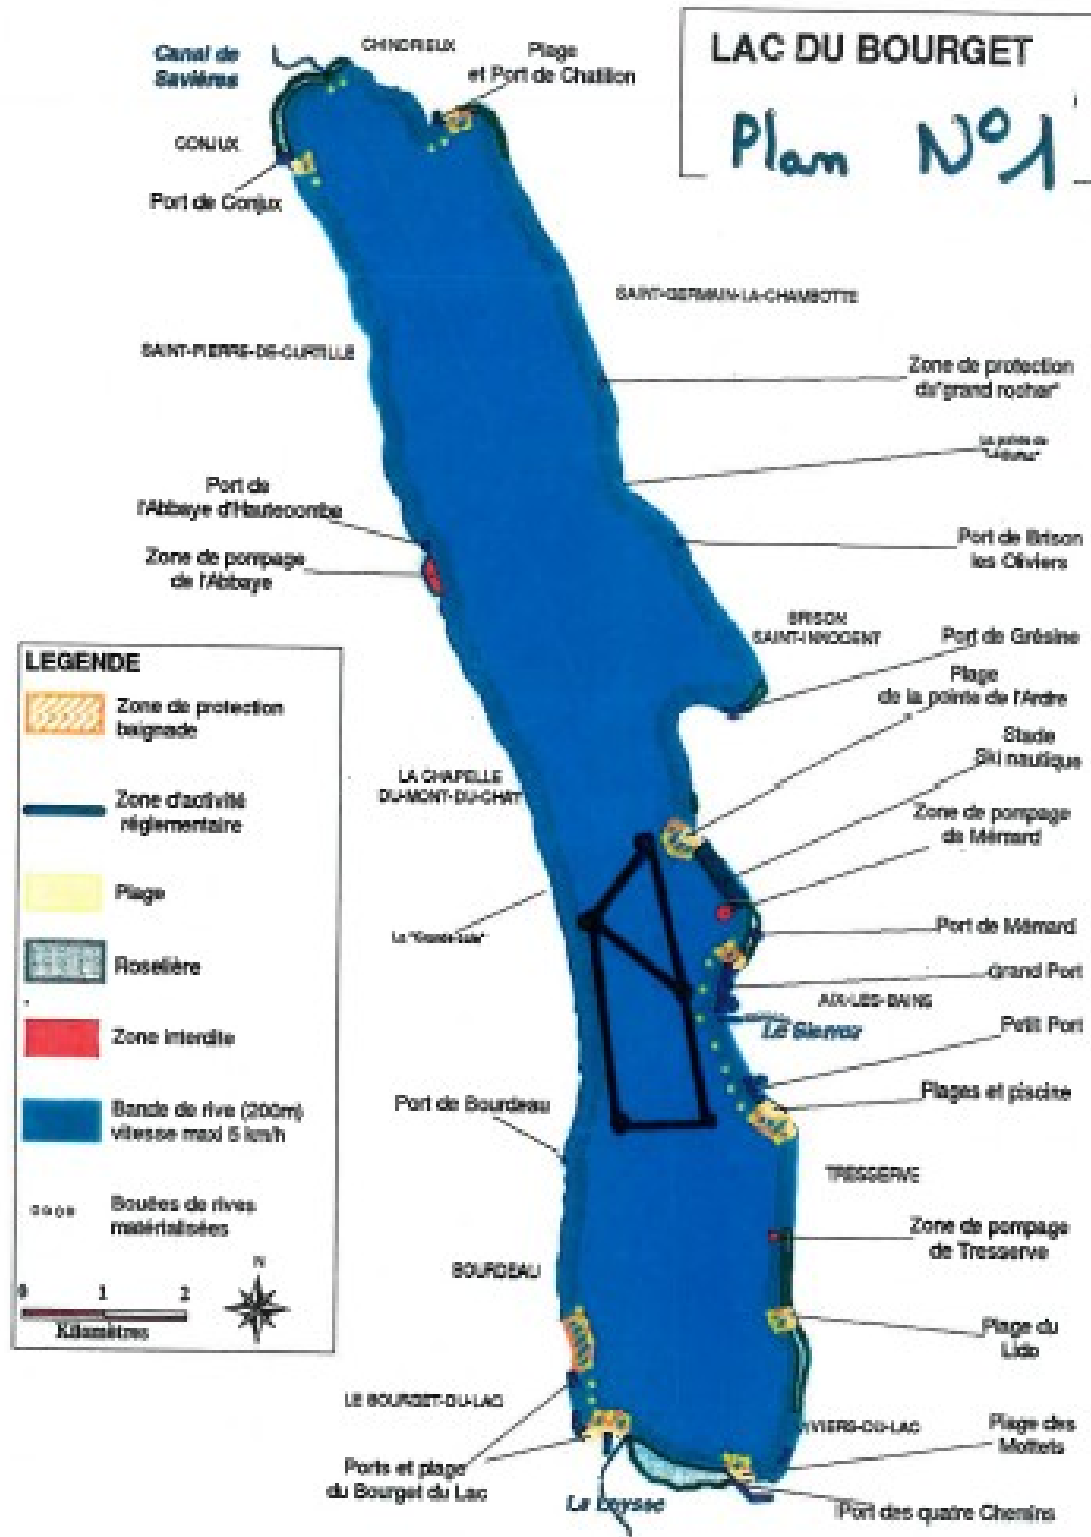 LAC DU BOURGET
Plan N°1
Canal de
Savières
CHINDRIEUX
Plage
et Port de Chatillon
CONJUX
Port de Conjux
SAINT-GERMAIN-LA-CHAMBOTTE
SAINT-PIERRE-DE-CURTILLE
Zone de protection
du "grand rocher"
Port de
l'Abbaye d'Hautecombe
Zone de pompage
de l'Abbaye
Port de Brison
les Oliviers
BRISON
SAINT-INNOCENT
Port de Grésine
Plage
de la pointe de l'Ardre
Stade
Ski nautique
Zone de pompage
de Mémard
LA CHAPELLE
DU-MONT-DU-CHAT
Port de Mémard
Grand Port
AIX-LES-BAINS
Le Sierroz
Petit Port
Plages et piscine
Port de Bourdeau
TRESSERVE
Zone de pompage
de Tresserve
BOURDEAU
Plage du
Lido
LE BOURGET-DU-LAC
VIVIERS-DU-LAC
Plage des
Mottets
Ports et plage
du Bourget du Lac
La Leysse
Port des quatre Chemins
LEGENDE
Zone de protection
baignade
Zone d'activité
réglementaire
Plage
Roselière
Zone interdite
Bande de rive (200m)
vitesse maxi 5 km/h
Bouées de rives
matérialisées
N
0 1 2
Kilomètres